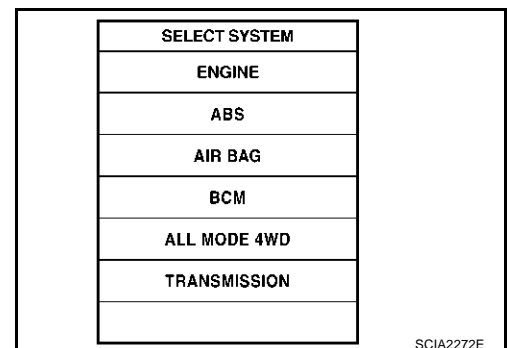 SELECT SYSTEM
ENGINE
ABS
AIR BAG
BCM
ALL MODE 4WD
TRANSMISSION
SCIA2272E